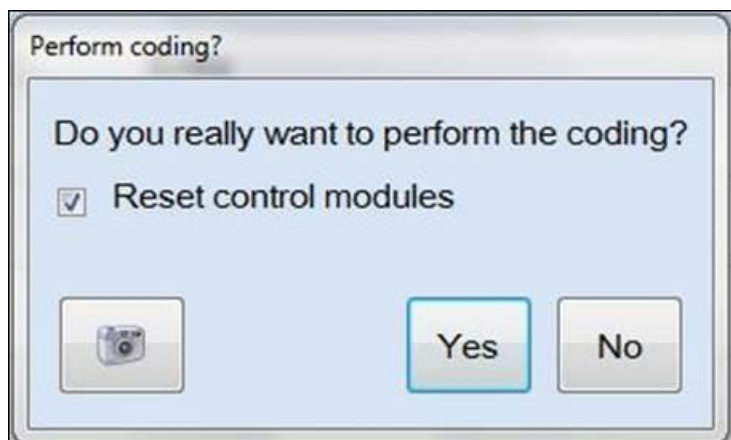 Perform coding?
Do you really want to perform the coding?
Reset control modules
Yes No